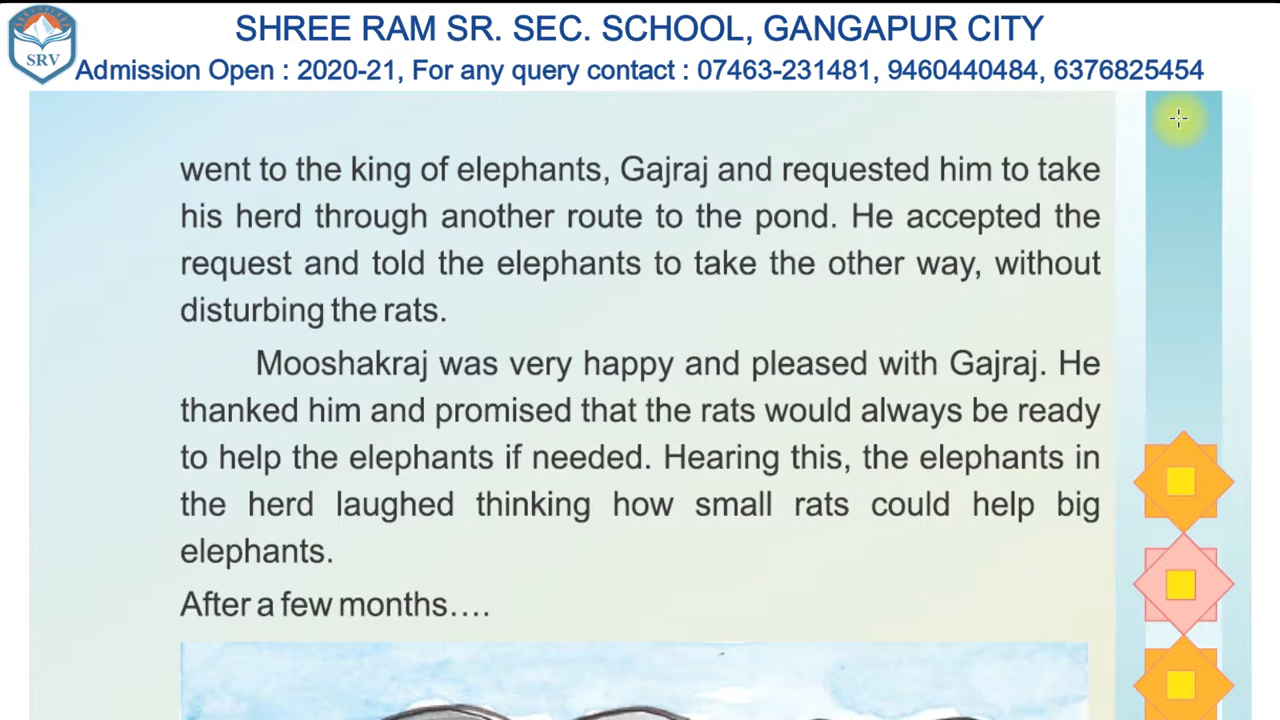 SHREE RAM SR. SEC. SCHOOL, GANGAPUR CITY
SRV
Admission Open : 2020-21, For any query contact : 07463-231481, 9460440484, 6376825454
went to the king of elephants, Gajraj and requested him to take
his herd through another route to the pond. He accepted the
request and told the elephants to take the other way, without
disturbing the rats.
Mooshakraj was very happy and pleased with Gajraj. He
thanked him and promised that the rats would always be ready
to help the elephants if needed. Hearing this, the elephants in
the herd laughed thinking how small rats could help big
elephants.
After a few months....